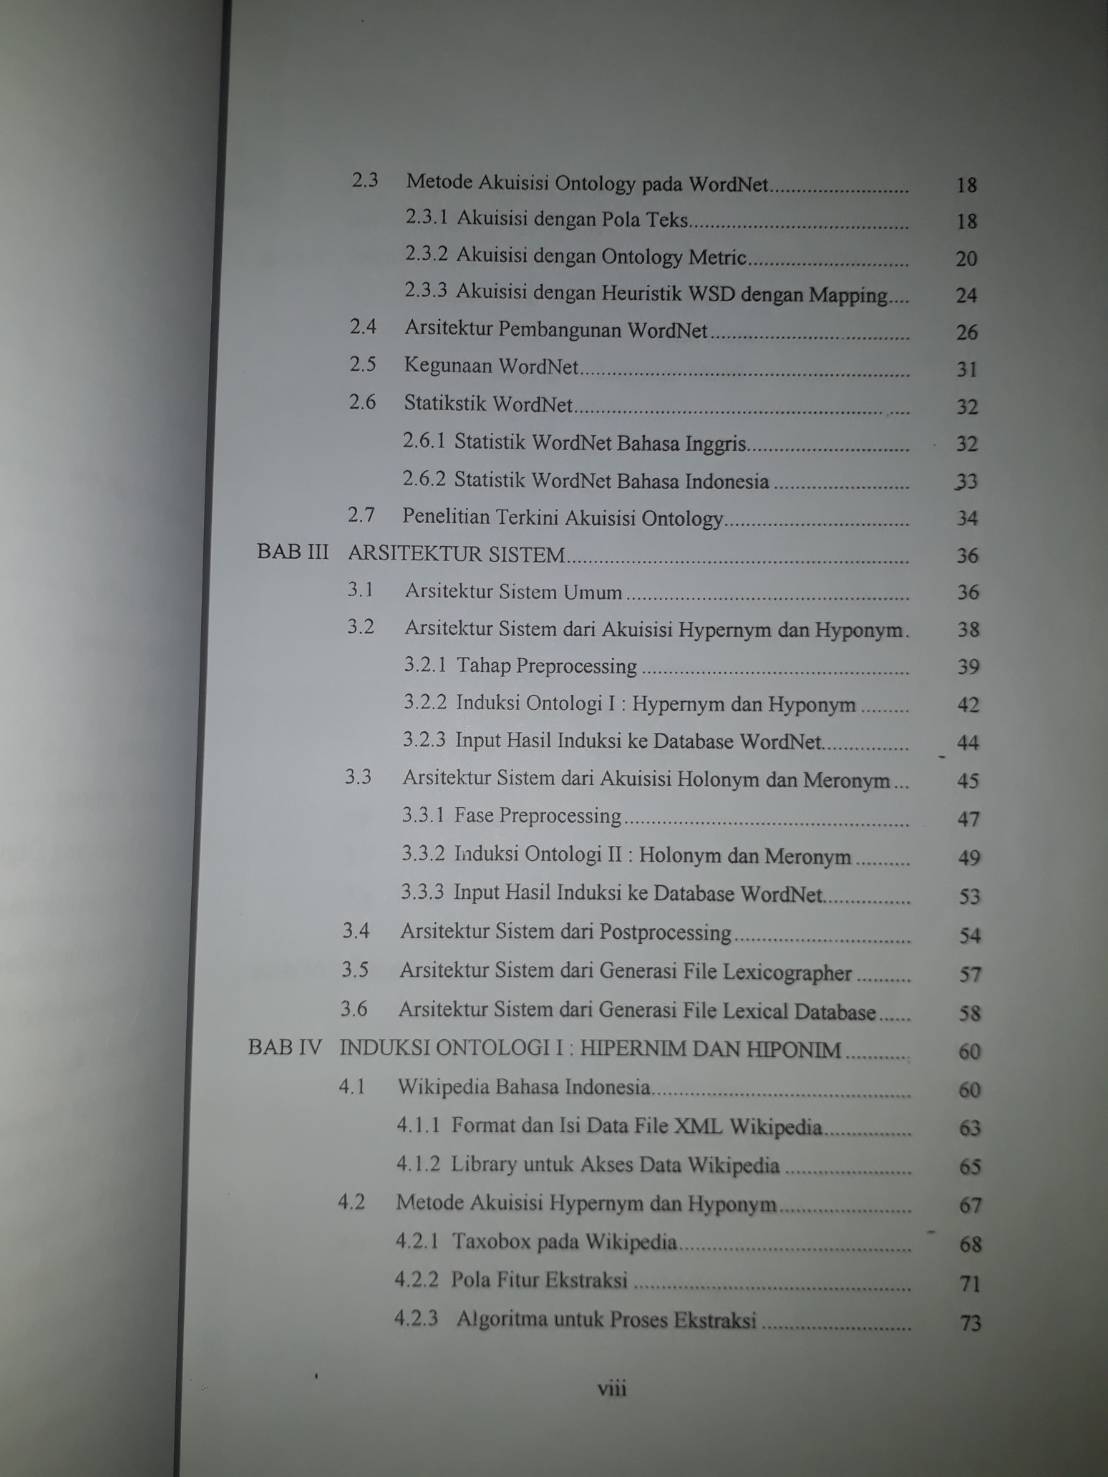 2.3 Metode Akuisisi Ontology pada WordNet.......................... 18
2.3.1 Akuisisi dengan Pola Teks......................................... 18
2.3.2 Akuisisi dengan Ontology Metric.............................. 20
2.3.3 Akuisisi dengan Heuristik WSD dengan Mapping.... 24
2.4 Arsitektur Pembangunan WordNet..................................... 26
2.5 Kegunaan WordNet............................................................. 31
2.6 Statikstik WordNet.............................................................. 32
2.6.1 Statistik WordNet Bahasa Inggris.............................. 32
2.6.2 Statistik WordNet Bahasa Indonesia ......................... 33
2.7 Penelitian Terkini Akuisisi Ontology.................................. 34
BAB III ARSITEKTUR SISTEM............................................................... 36
3.1 Arsitektur Sistem Umum..................................................... 36
3.2 Arsitektur Sistem dari Akuisisi Hypernym dan Hyponym. 38
3.2.1 Tahap Preprocessing .................................................. 39
3.2.2 Induksi Ontologi I : Hypernym dan Hyponym ......... 42
3.2.3 Input Hasil Induksi ke Database WordNet................ 44
3.3 Arsitektur Sistem dari Akuisisi Holonym dan Meronym... 45
3.3.1 Fase Preprocessing..................................................... 47
3.3.2 Induksi Ontologi II : Holonym dan Meronym .......... 49
3.3.3 Input Hasil Induksi ke Database WordNet................ 53
3.4 Arsitektur Sistem dari Postprocessing................................. 54
3.5 Arsitektur Sistem dari Generasi File Lexicographer .......... 57
3.6 Arsitektur Sistem dari Generasi File Lexical Database...... 58
BAB IV INDUKSI ONTOLOGI I : HIPERNIM DAN HIPONIM ........... 60
4.1 Wikipedia Bahasa Indonesia................................................ 60
4.1.1 Format dan Isi Data File XML Wikipedia................ 63
4.1.2 Library untuk Akses Data Wikipedia ....................... 65
4.2 Metode Akuisisi Hypernym dan Hyponym........................ 67
4.2.1 Taxobox pada Wikipedia........................................... 68
4.2.2 Pola Fitur Ekstraksi ................................................... 71
4.2.3 Algoritma untuk Proses Ekstraksi ............................ 73
viii